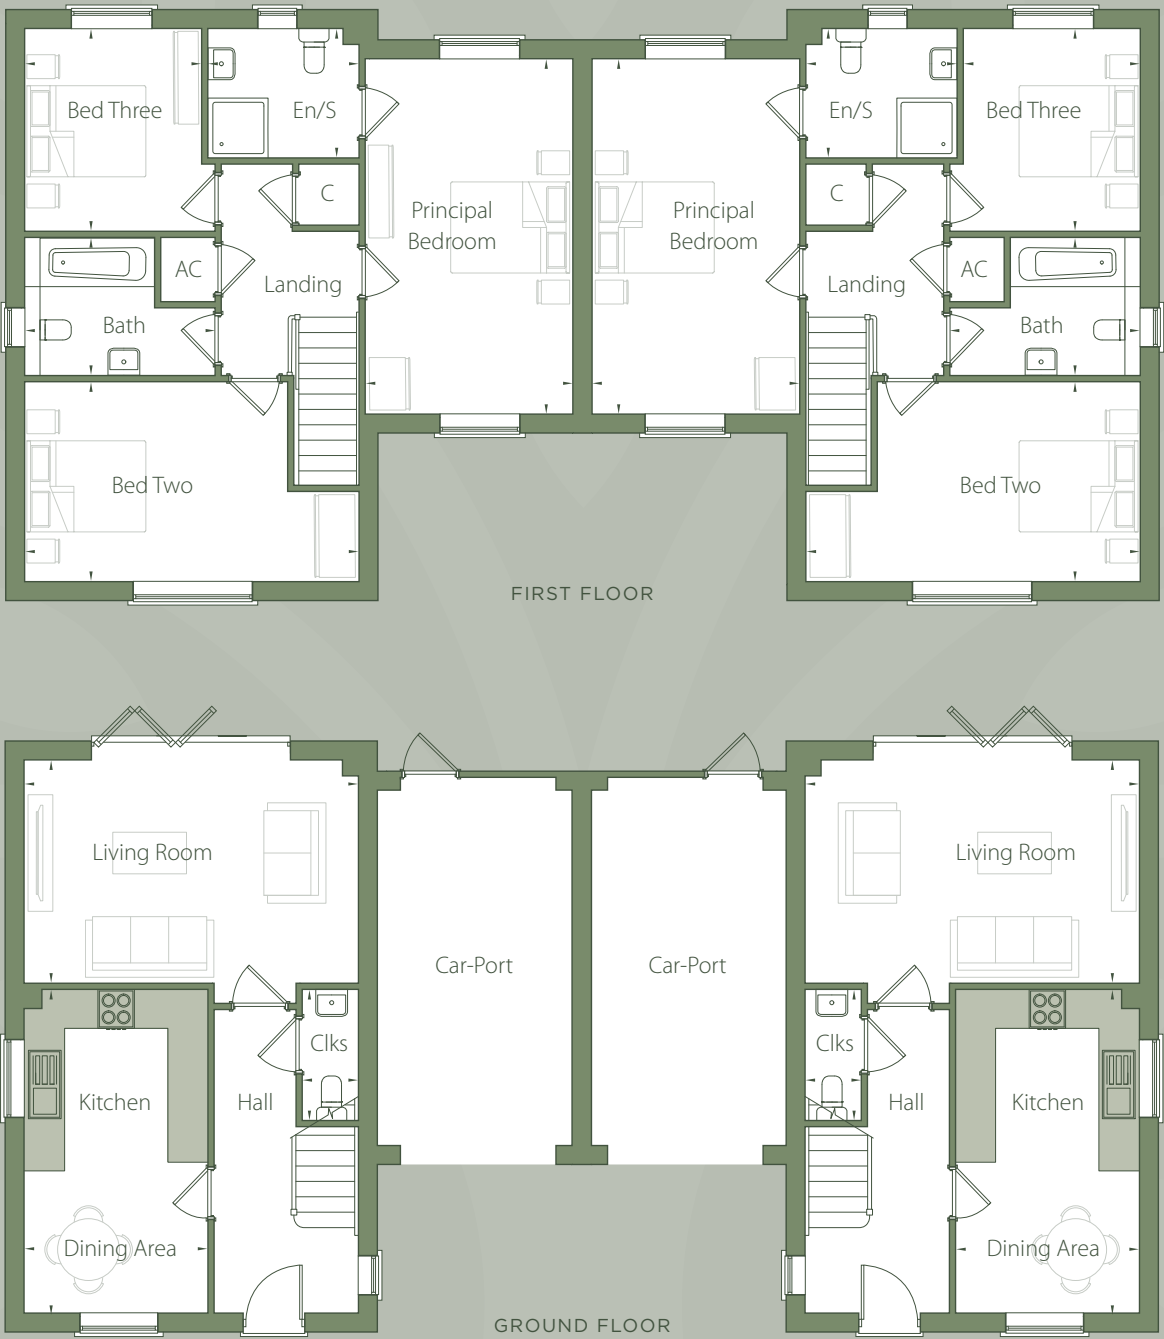 Bed Three
En/S
En/S
Bed Three
C
C
Principal
Bedroom
Principal
Bedroom
AC
Landing
Landing
AC
Bath
Bath
Bed Two
Bed Two
FIRST FLOOR
Living Room
Living Room
Car-Port
Car-Port
Clks
Clks
Kitchen
Hall
Hall
Kitchen
Dining Area
Dining Area
GROUND FLOOR